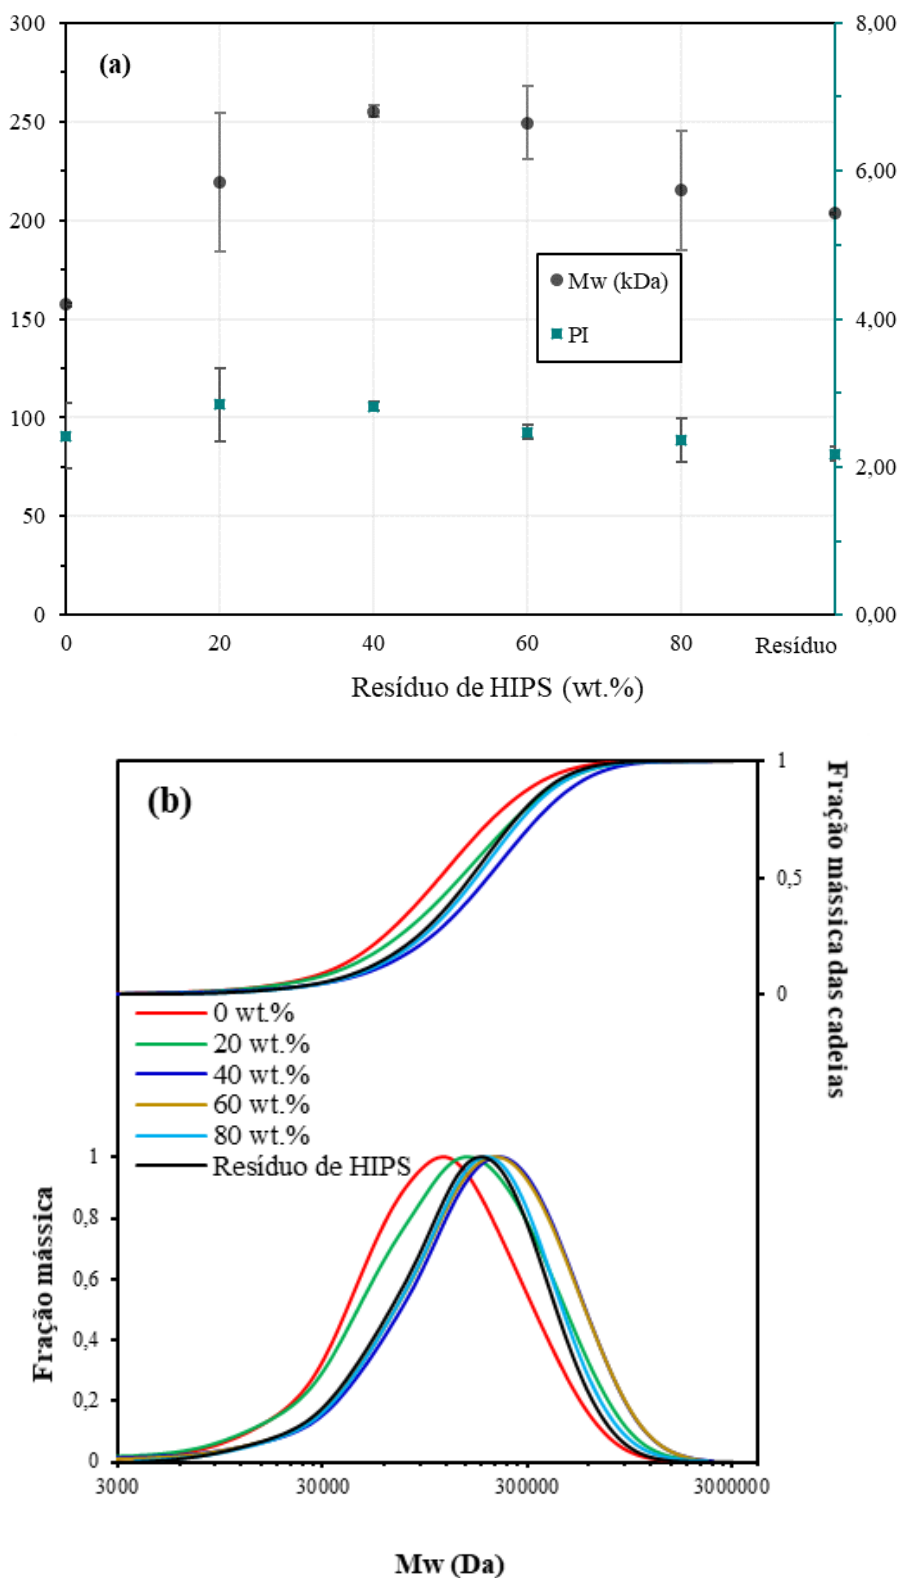 300
250
200
150
100
50
0
(a)
8,00
6,00
4,00
2,00
0,00
Mw (kDa)
PI
0
20
40
60
80
Resíduo
Resíduo de HIPS (wt.%)
(b)
1
0,5
0
Fração mássica das cadeias
0 wt.%
20 wt.%
40 wt.%
60 wt.%
80 wt.%
Resíduo de HIPS
1
0,8
0,6
0,4
0,2
0
Fração mássica
3000
30000
300000
3000000
Mw (Da)